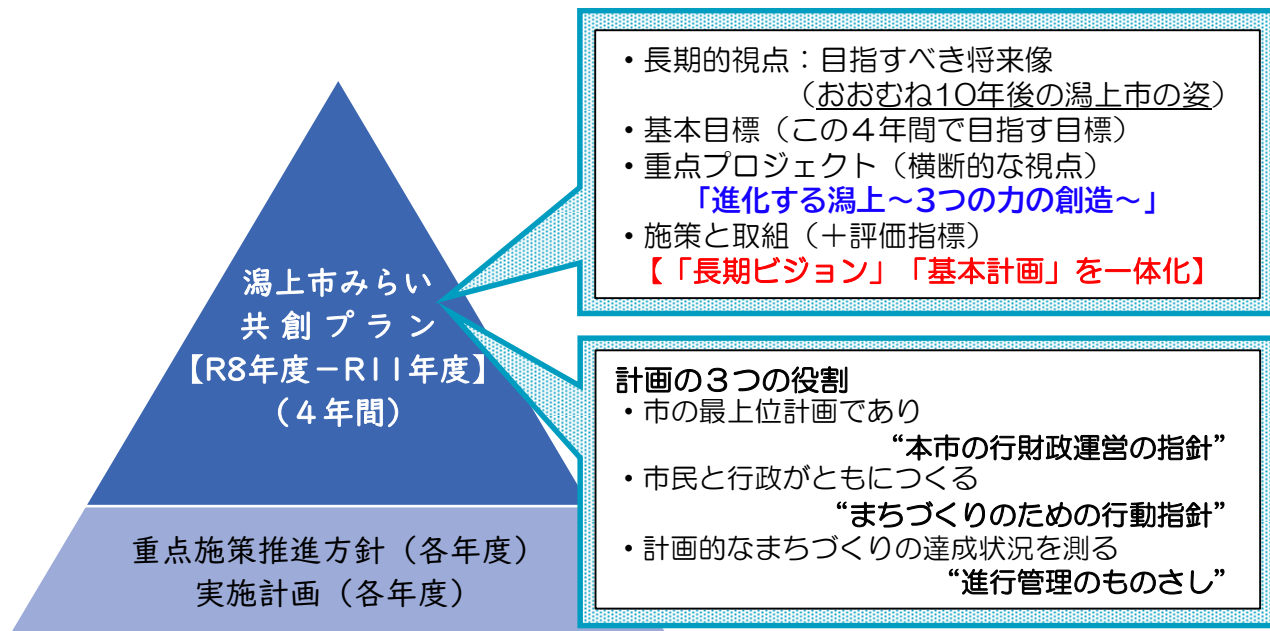 潟上市みらい
共創プラン
【R8年度－R11年度】
（４年間）
重点施策推進方針（各年度）
実施計画（各年度）
・長期的視点：目指すべき将来像
（おおむね10年後の潟上市の姿）
・基本目標（この４年間で目指す目標）
・重点プロジェクト（横断的な視点）
「進化する潟上～3つの力の創造～」
・施策と取組（＋評価指標）
【「長期ビジョン」「基本計画」を一体化】
計画の３つの役割
・市の最上位計画であり
“本市の行財政運営の指針”
・市民と行政がともにつくる
“まちづくりのための行動指針”
・計画的なまちづくりの達成状況を測る
“進行管理のものさし”